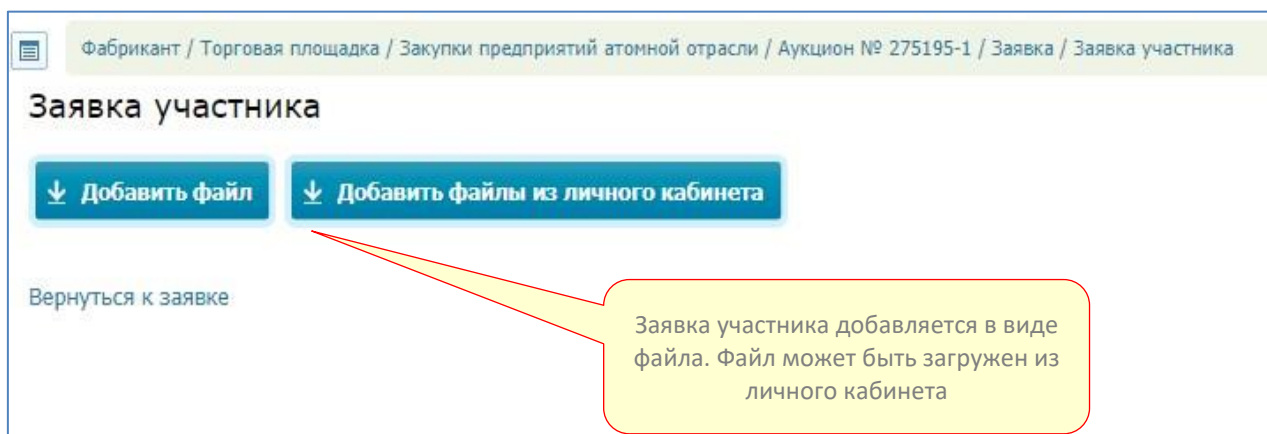 Фабрикант / Торговая площадка / Закупки предприятий атомной отрасли / Аукцион № 275195-1 / Заявка / Заявка участника
Заявка участника
Добавить файл
Добавить файлы из личного кабинета
Вернуться к заявке
Заявка участника добавляется в виде
файла. Файл может быть загружен из
личного кабинета